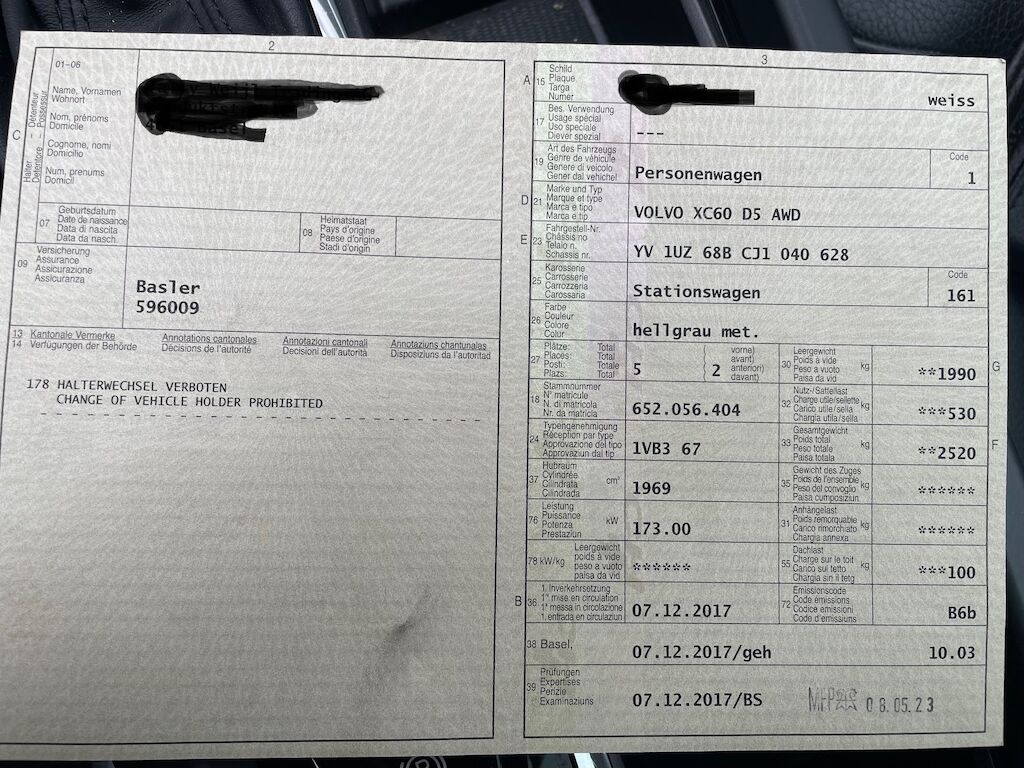 2
01-06
C
Halter - Détenteur
Detentore - Possessur
Name, Vornamen
Wohnort
Nom, prénoms
Domicile
Cognome, nomi
Domicilio
Num, prenums
Domicil
07
Geburtsdatum
Date de naissance
Data di nascita
Data da nasch.
08
Heimatstaat
Pays d'origine
Paese d'origine
Stadi d'origin
09
Versicherung
Assurance
Assicurazione
Assicuranza
Basler
596009
13 Kantonale Vermerke Annotations cantonales Annotazioni cantonali Annotaziuns chantunalas
14 Verfügungen der Behörde Décisions de l'autorité Decisioni dell'autorità Disposiziuns da l'autoritad
178 HALTERWECHSEL VERBOTEN
CHANGE OF VEHICLE HOLDER PROHIBITED
3
A 15
Schild
Plaque
Targa
Numer
weiss
17
Bes. Verwendung
Usage spécial
Uso speciale
Diever spezial
---
19
Art des Fahrzeugs
Genre de véhicule
Genere di veicolo
Gener dal vehichel
Personenwagen
Code
1
D 21
Marke und Typ
Marque et type
Marca e tipo
Marca e tip
VOLVO XC60 D5 AWD
E 23
Fahrgestell-Nr.
Châssis no
Telaio n.
Schassis nr.
YV 1UZ 68B CJ1 040 628
25
Karosserie
Carrosserie
Carrozzeria
Carossaria
Stationswagen
Code
161
26
Farbe
Couleur
Colore
Colur
hellgrau met.
27
Plätze: Total
Places: Total
Posti: Totale
Plazs: Total
5
2
vorne)
avant)
anteriori)
davant)
30
Leergewicht
Poids à vide
Peso a vuoto
Paisa da vid
kg
**1990
G
18
Stammnummer
N° matricule
N. di matricola
Nr. da matricla
652.056.404
32
Nutz-/Sattellast
Charge utile/sellette
Carico utile/sella
Chargia utila/sella
kg
***530
24
Typengenehmigung
Réception par type
Approvazione del tipo
Approvaziun dal tip
1VB3 67
33
Gesamtgewicht
Poids total
Peso totale
Paisa totala
kg
**2520
F
37
Hubraum
Cylindrée
Cilindrata
Cilindrada
cm³
1969
35
Gewicht des Zuges
Poids de l'ensemble
Peso del convoglio
Paisa cumposiziun
kg
******
76
Leistung
Puissance
Potenza
Prestaziun
kW
173.00
31
Anhängelast
Poids remorquable
Carico rimorchiato
Chargia annexa
kg
******
78 kW/kg
Leergewicht
poids à vide
peso a vuoto
paisa da vid
******
55
Dachlast
Charge sur le toit
Carico sul tetto
Chargia sin il tetg
kg
***100
B 36
1. Inverkehrsetzung
1re mise en circulation
1a messa in circolazione
1. entrada en circulaziun
07.12.2017
72
Emissionscode
Code émissions
Codice emissioni
Code d'emissiuns
B6b
38 Basel,
07.12.2017/geh
10.03
39
Prüfungen
Expertises
Perizie
Examinaziuns
07.12.2017/BS
08.05.23